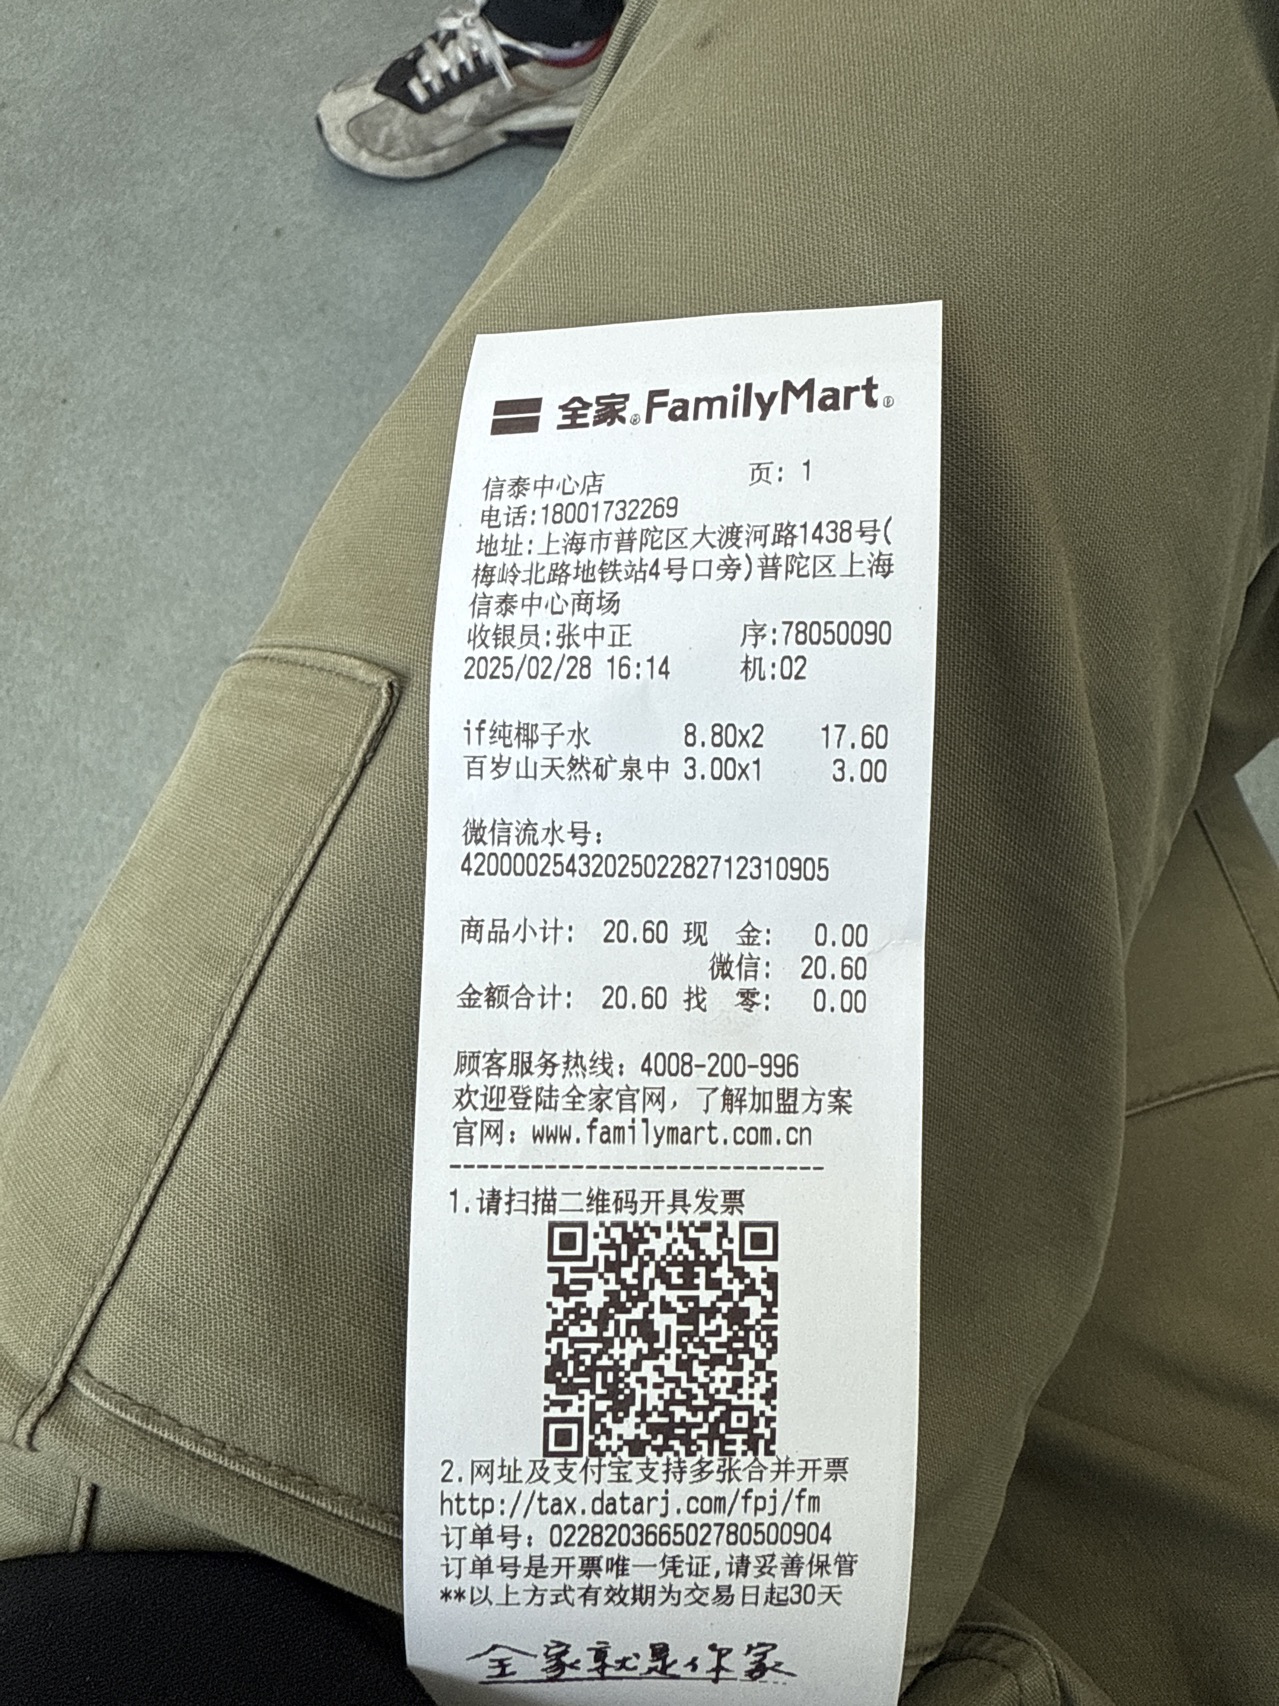 全家® FamilyMart®
信泰中心店 页: 1
电话:18001732269
地址:上海市普陀区大渡河路1438号(
梅岭北路地铁站4号口旁)普陀区上海
信泰中心商场
收银员:张中正 序:78050090
2025/02/28 16:14 机:02
if纯椰子水 8.80x2 17.60
百岁山天然矿泉中 3.00x1 3.00
微信流水号:
4200002543202502282712310905
商品小计: 20.60 现 金: 0.00
微信: 20.60
金额合计: 20.60 找 零: 0.00
顾客服务热线: 4008-200-996
欢迎登陆全家官网, 了解加盟方案
官网: www.familymart.com.cn
----------------------------
1.请扫描二维码开具发票
2.网址及支付宝支持多张合并开票
http://tax.datarj.com/fpj/fm
订单号: 0228203665027805​00904
订单号是开票唯一凭证,请妥善保管
**以上方式有效期为交易日起30天
全家就是你家